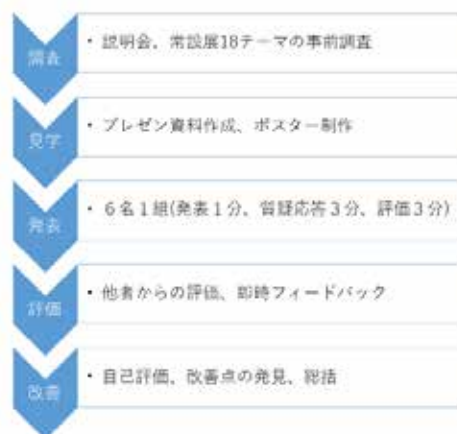 調査
・ 説明会、常設展18テーマの事前調査
見学
・ プレゼン資料作成、ポスター制作
発表
・ 6名1組(発表1分、質疑応答3分、評価3分)
評価
・ 他者からの評価、即時フィードバック
改善
・ 自己評価、改善点の発見、総括